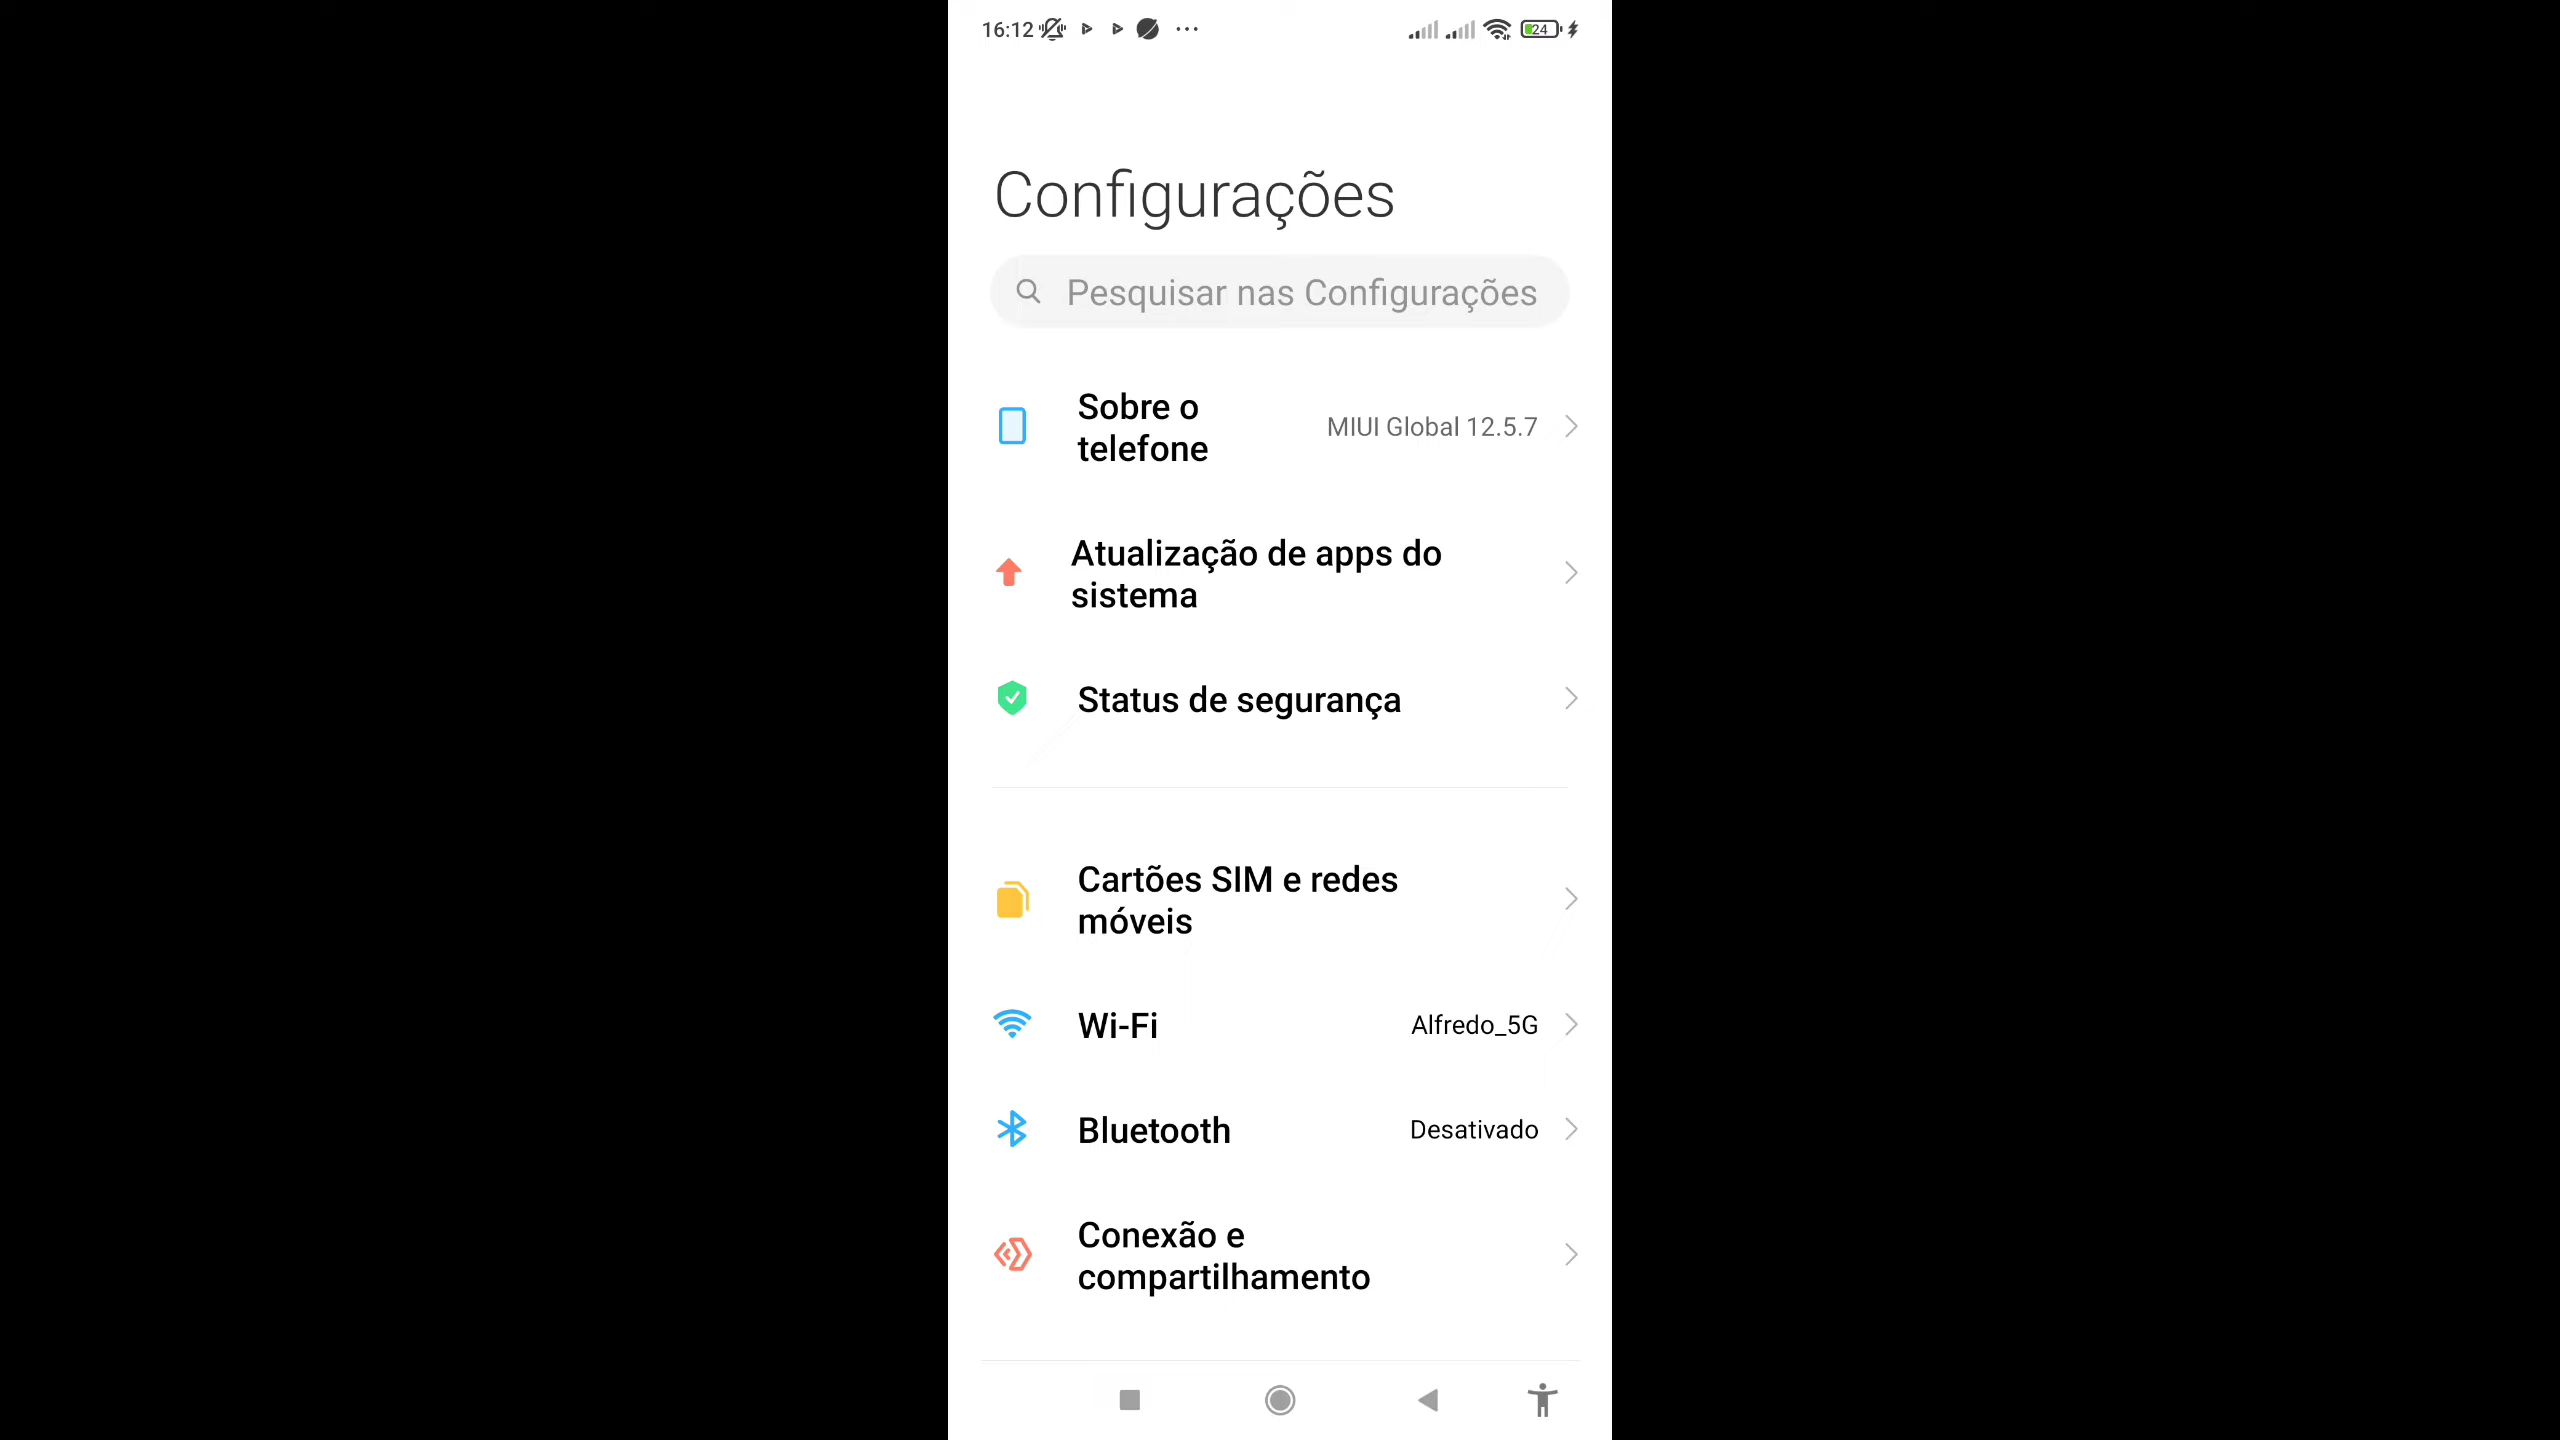 16:12
24
Configurações
Pesquisar nas Configurações
Sobre o
telefone
MIUI Global 12.5.7
Atualização de apps do
sistema
Status de segurança
Cartões SIM e redes
móveis
Wi-Fi
Alfredo_5G
Bluetooth
Desativado
Conexão e
compartilhamento